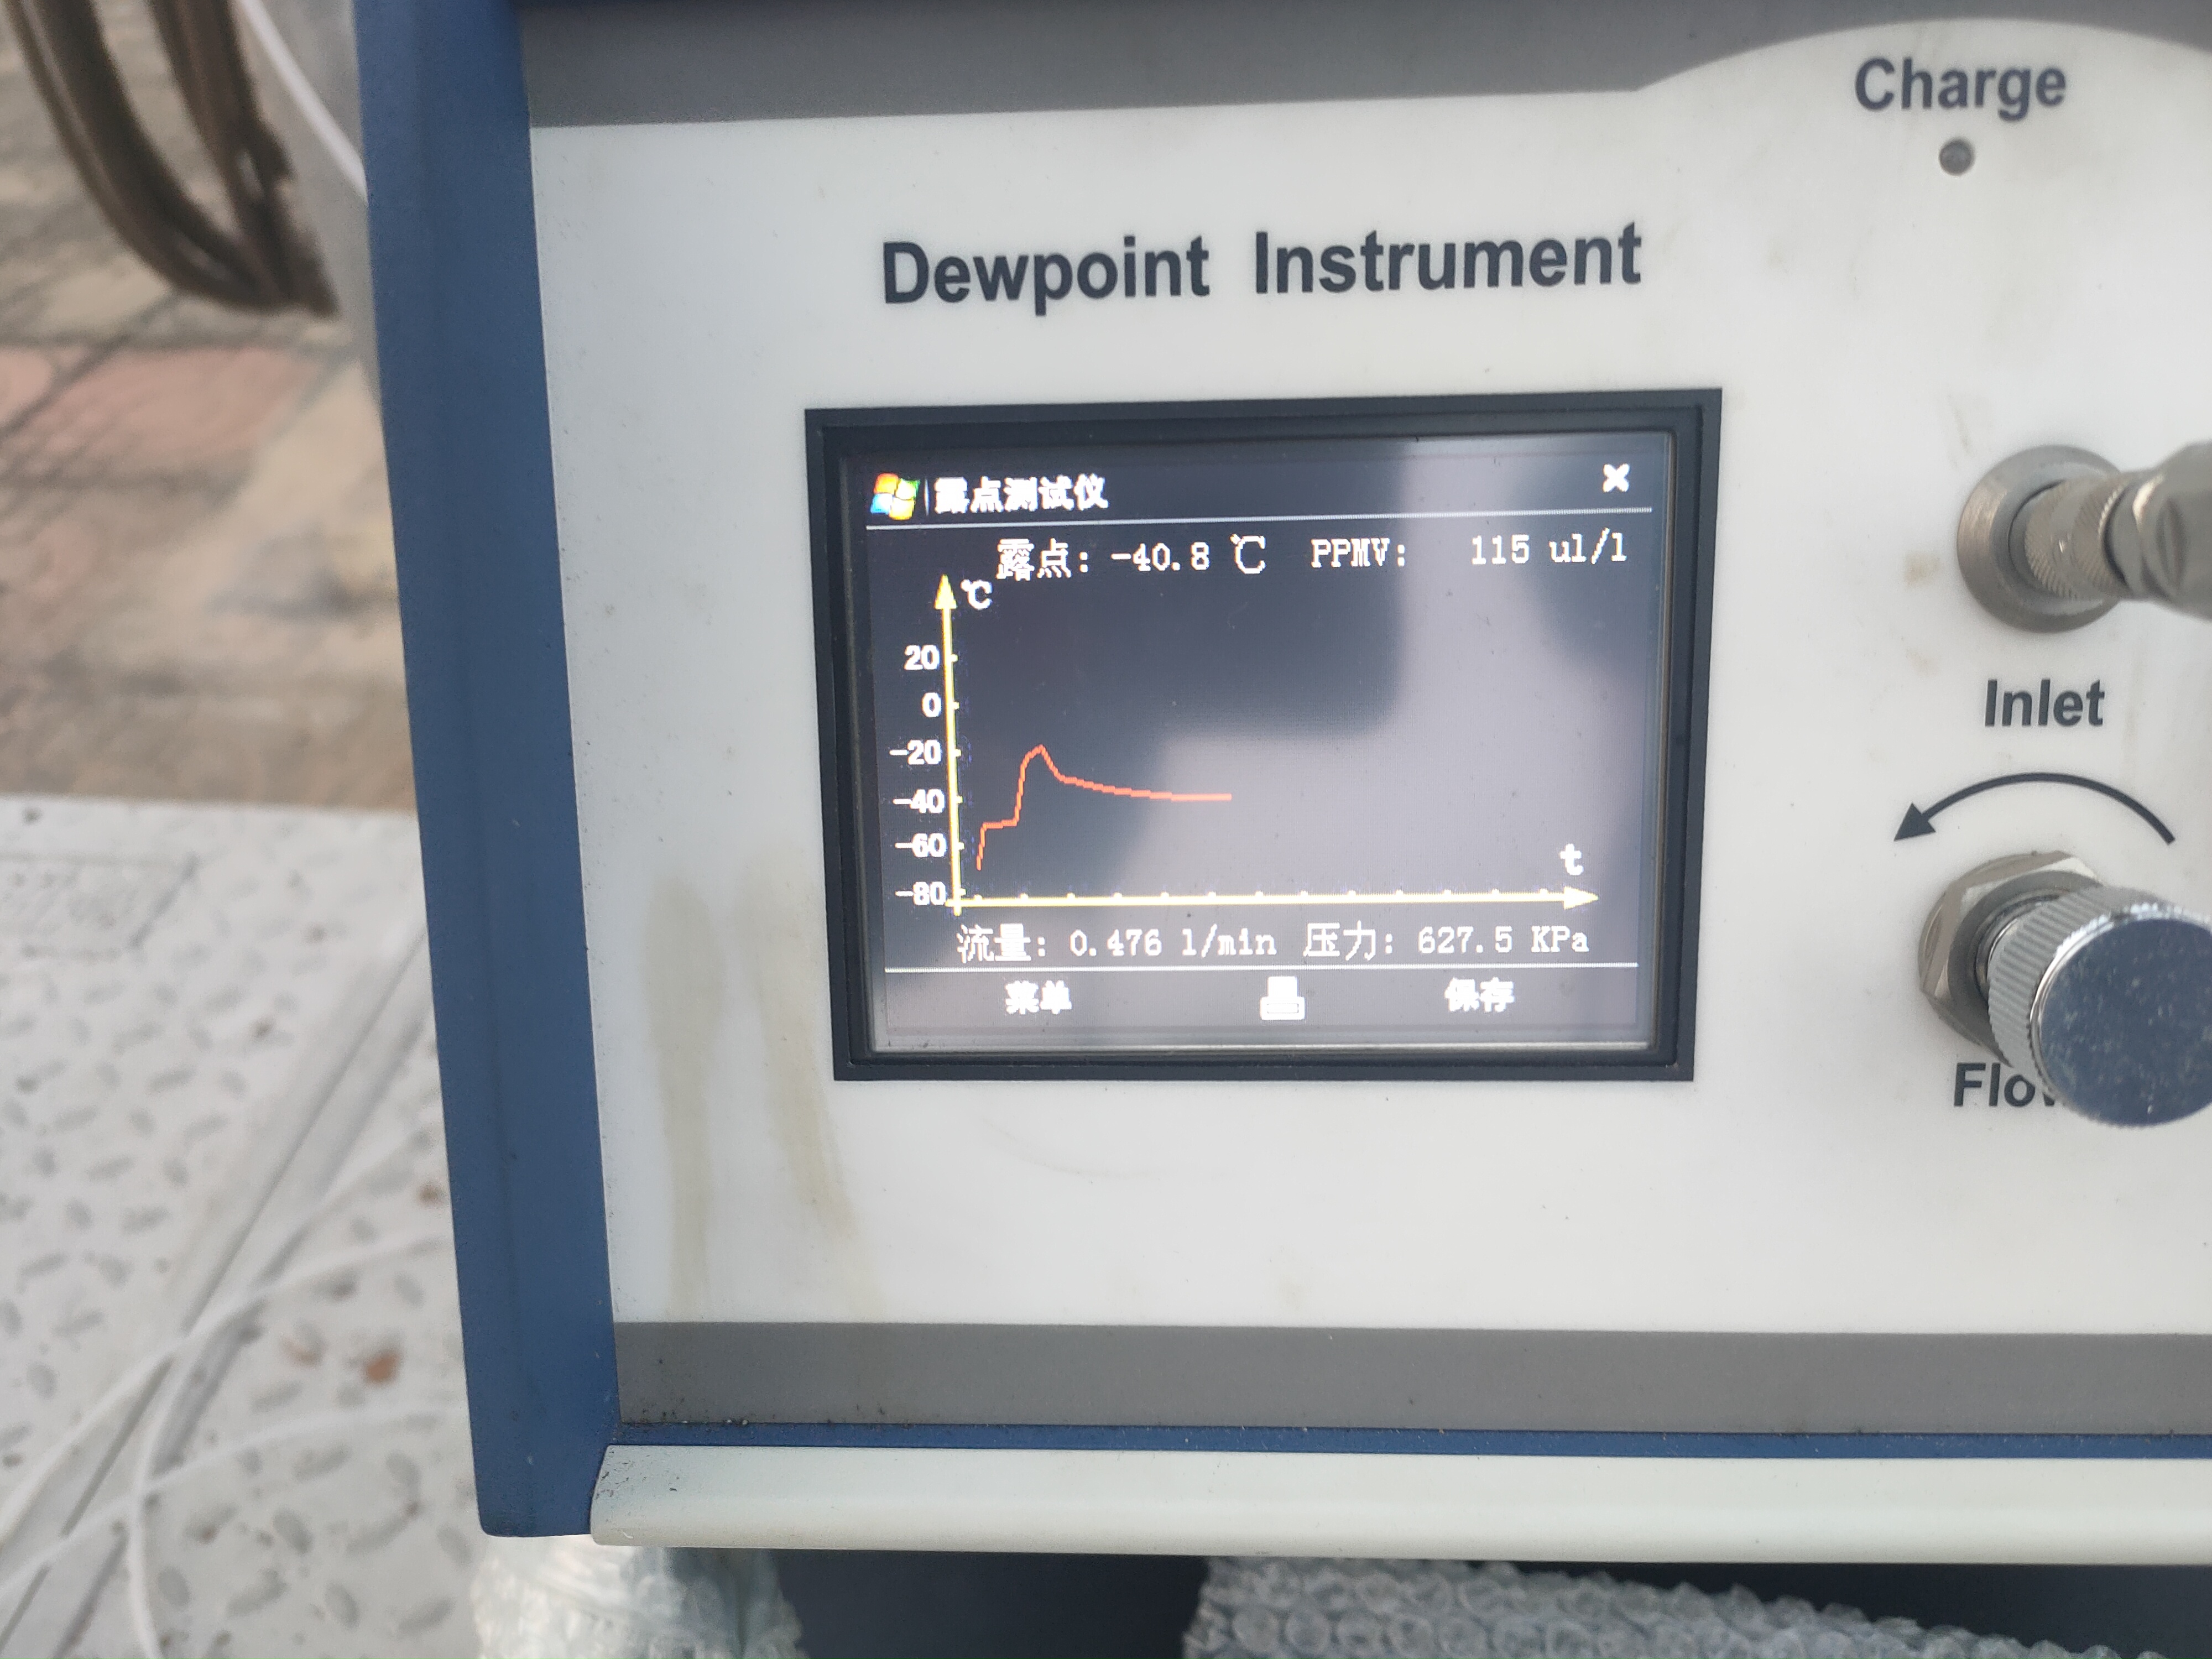 Charge
Dewpoint Instrument
露点测试仪
露点: -40.8 ℃ PPMV: 115 ul/l
℃
20
0
-20
-40
-60
-80
t
流量: 0.476 l/min 压力: 627.5 KPa
菜单 保存
Inlet